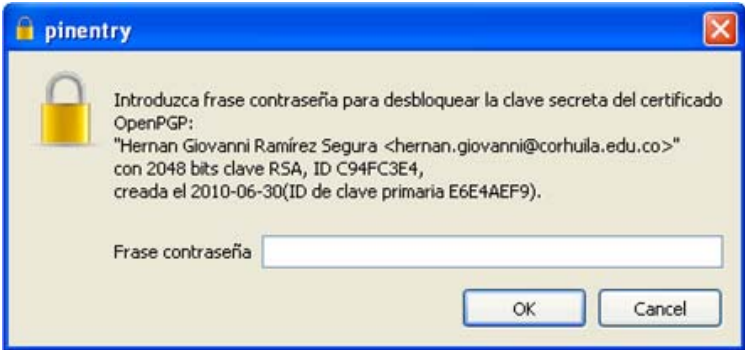 pinentry
Introduzca frase contraseña para desbloquear la clave secreta del certificado
OpenPGP:
"Hernan Giovanni Ramírez Segura <hernan.giovanni@corhuila.edu.co>"
con 2048 bits clave RSA, ID C94FC3E4,
creada el 2010-06-30(ID de clave primaria E6E4AEF9).
Frase contraseña
OK Cancel